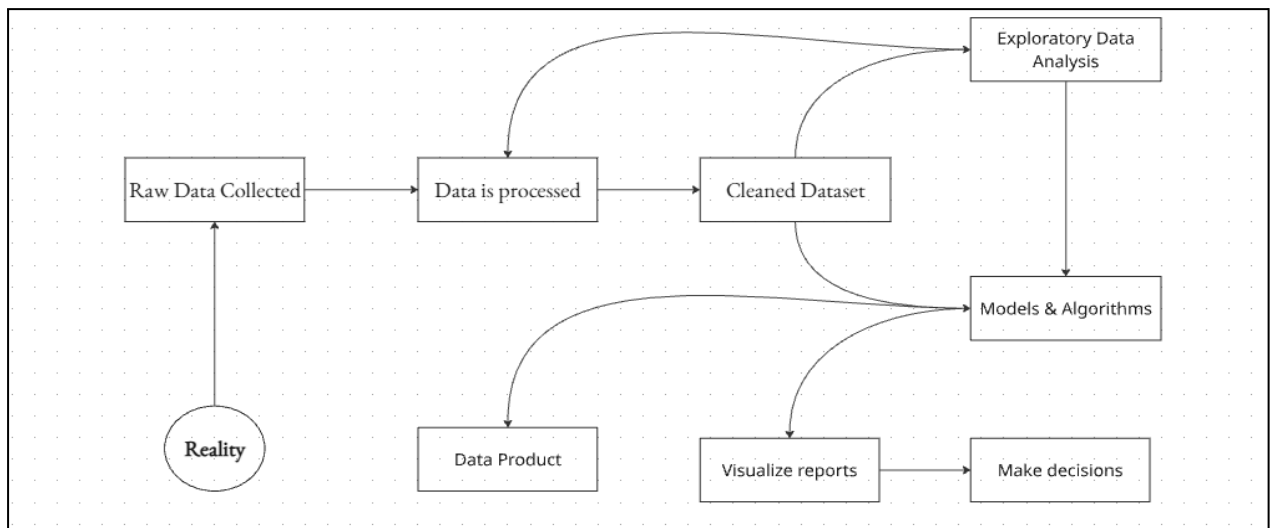 Exploratory Data
Analysis
Raw Data Collected
Data is processed
Cleaned Dataset
Models & Algorithms
Reality
Data Product
Visualize reports
Make decisions